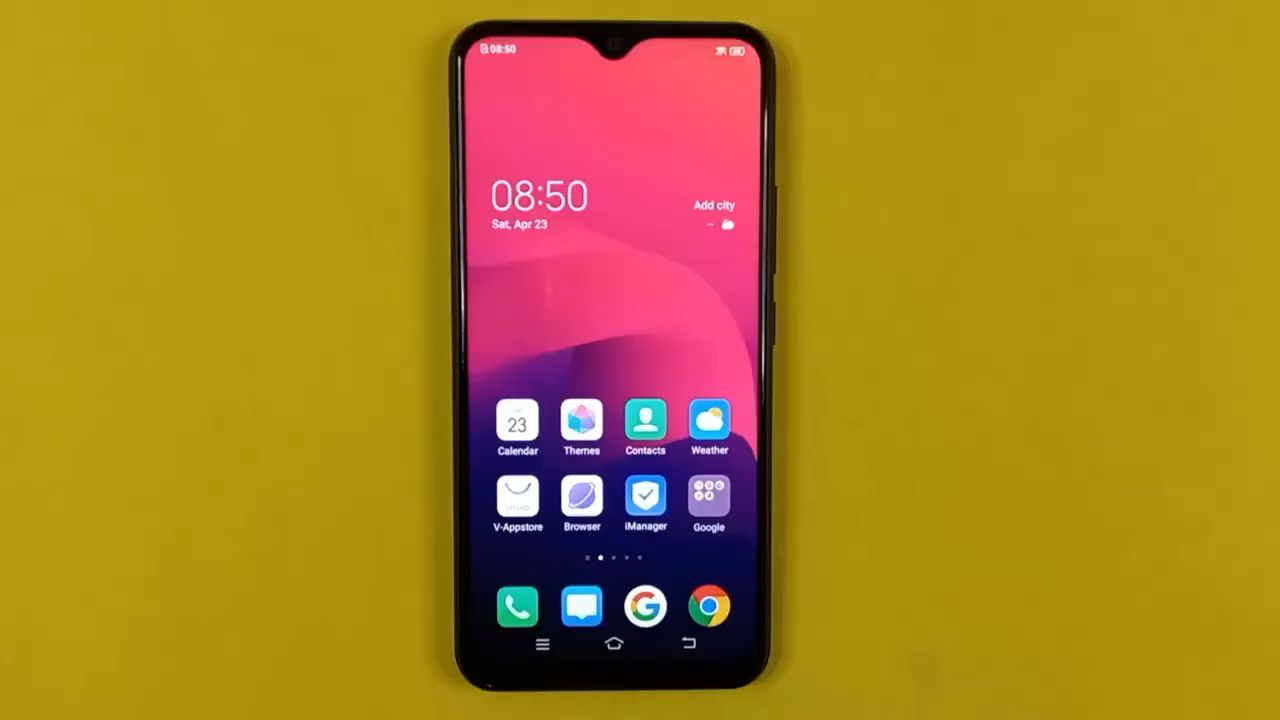 08:50
08:50
Add city
Sat, Apr 23
23
Calendar Themes Contacts Weather
V-Appstore Browser iManager Google
G